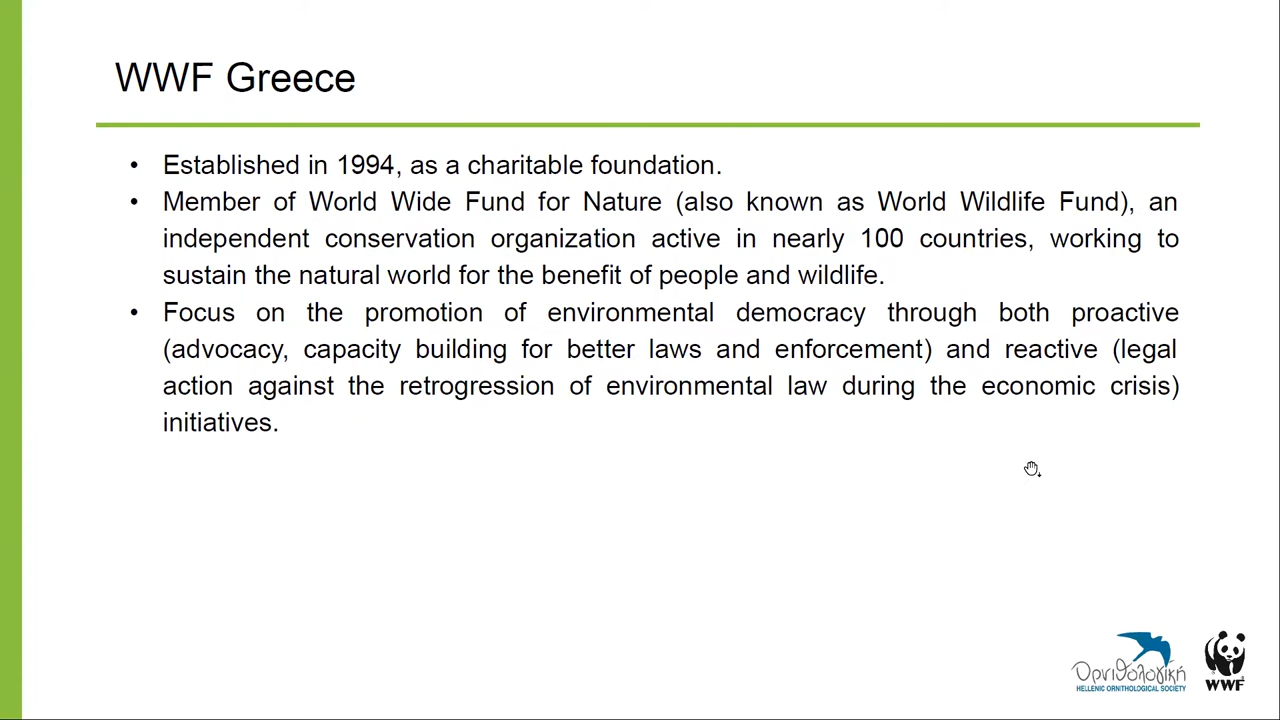 WWF Greece
• Established in 1994, as a charitable foundation.
• Member of World Wide Fund for Nature (also known as World Wildlife Fund), an
independent conservation organization active in nearly 100 countries, working to
sustain the natural world for the benefit of people and wildlife.
• Focus on the promotion of environmental democracy through both proactive
(advocacy, capacity building for better laws and enforcement) and reactive (legal
action against the retrogression of environmental law during the economic crisis)
initiatives.
Ορνιθολογική
HELLENIC ORNITHOLOGICAL SOCIETY
WWF